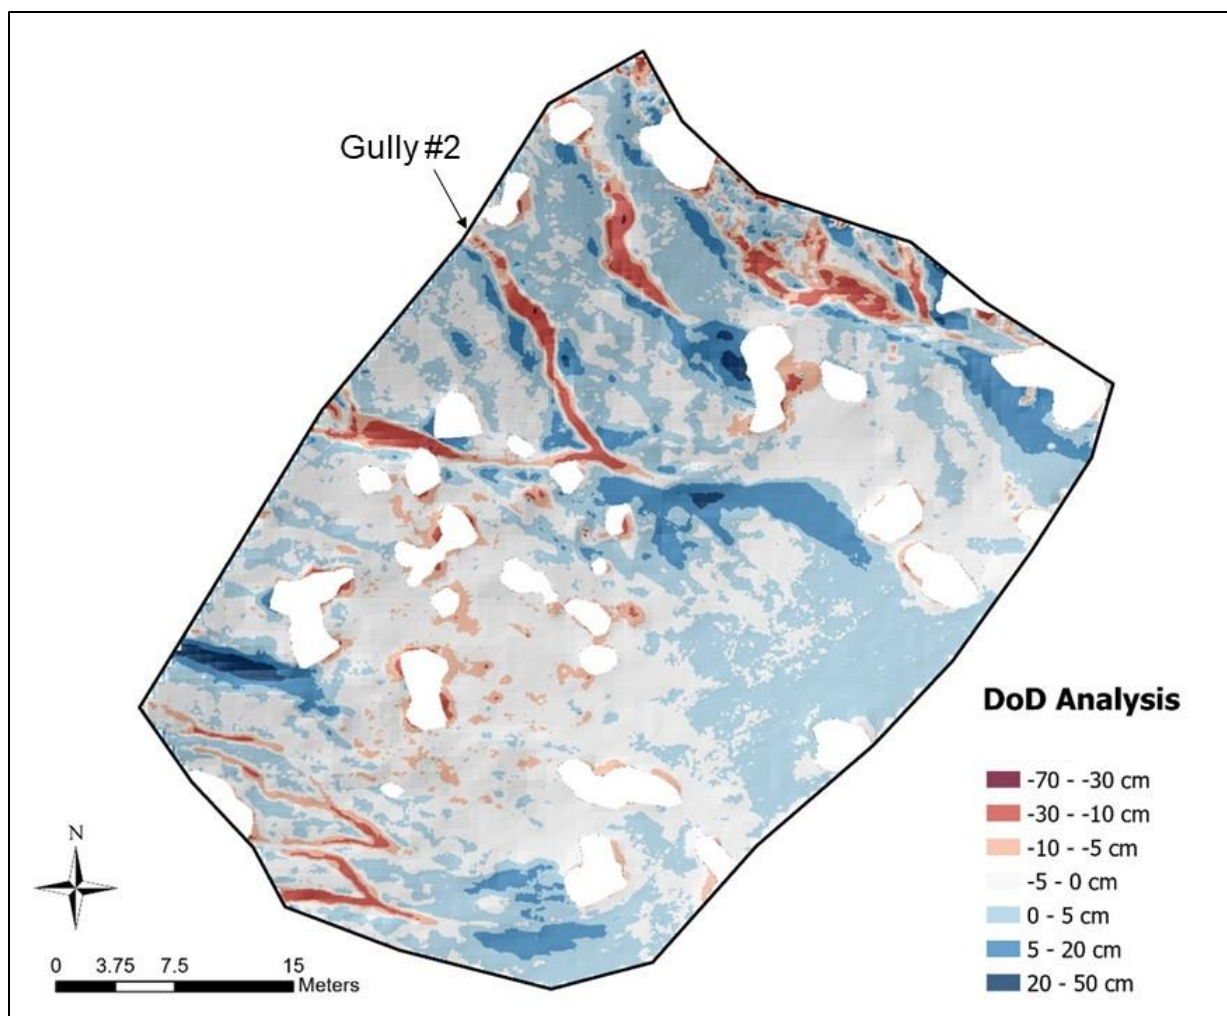 Gully #2
DoD Analysis
-70 - -30 cm
-30 - -10 cm
-10 - -5 cm
-5 - 0 cm
0 - 5 cm
5 - 20 cm
20 - 50 cm
N
0 3.75 7.5 15
Meters